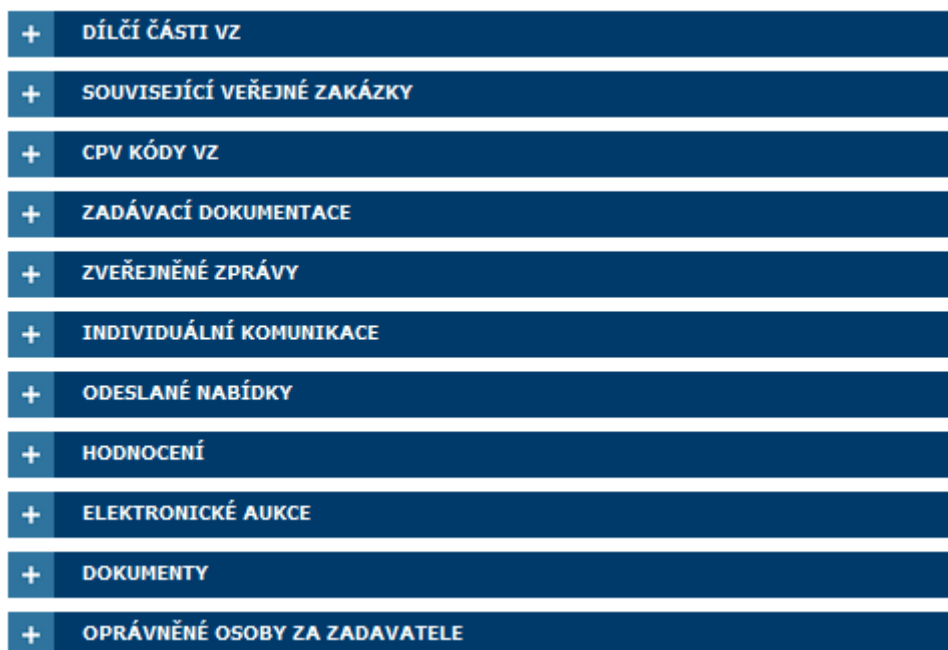 + DÍLČÍ ČÁSTI VZ
+ SOUVISEJÍCÍ VEŘEJNÉ ZAKÁZKY
+ CPV KÓDY VZ
+ ZADÁVACÍ DOKUMENTACE
+ ZVEŘEJNĚNÉ ZPRÁVY
+ INDIVIDUÁLNÍ KOMUNIKACE
+ ODESLANÉ NABÍDKY
+ HODNOCENÍ
+ ELEKTRONICKÉ AUKCE
+ DOKUMENTY
+ OPRÁVNĚNÉ OSOBY ZA ZADAVATELE